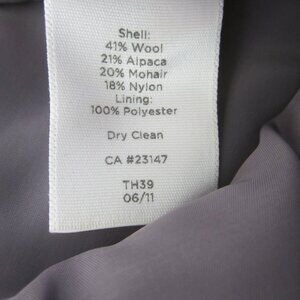 Shell:
41% Wool
21% Alpaca
20% Mohair
18% Nylon
Lining:
100% Polyester
Dry Clean
CA #23147
TH39
06/11